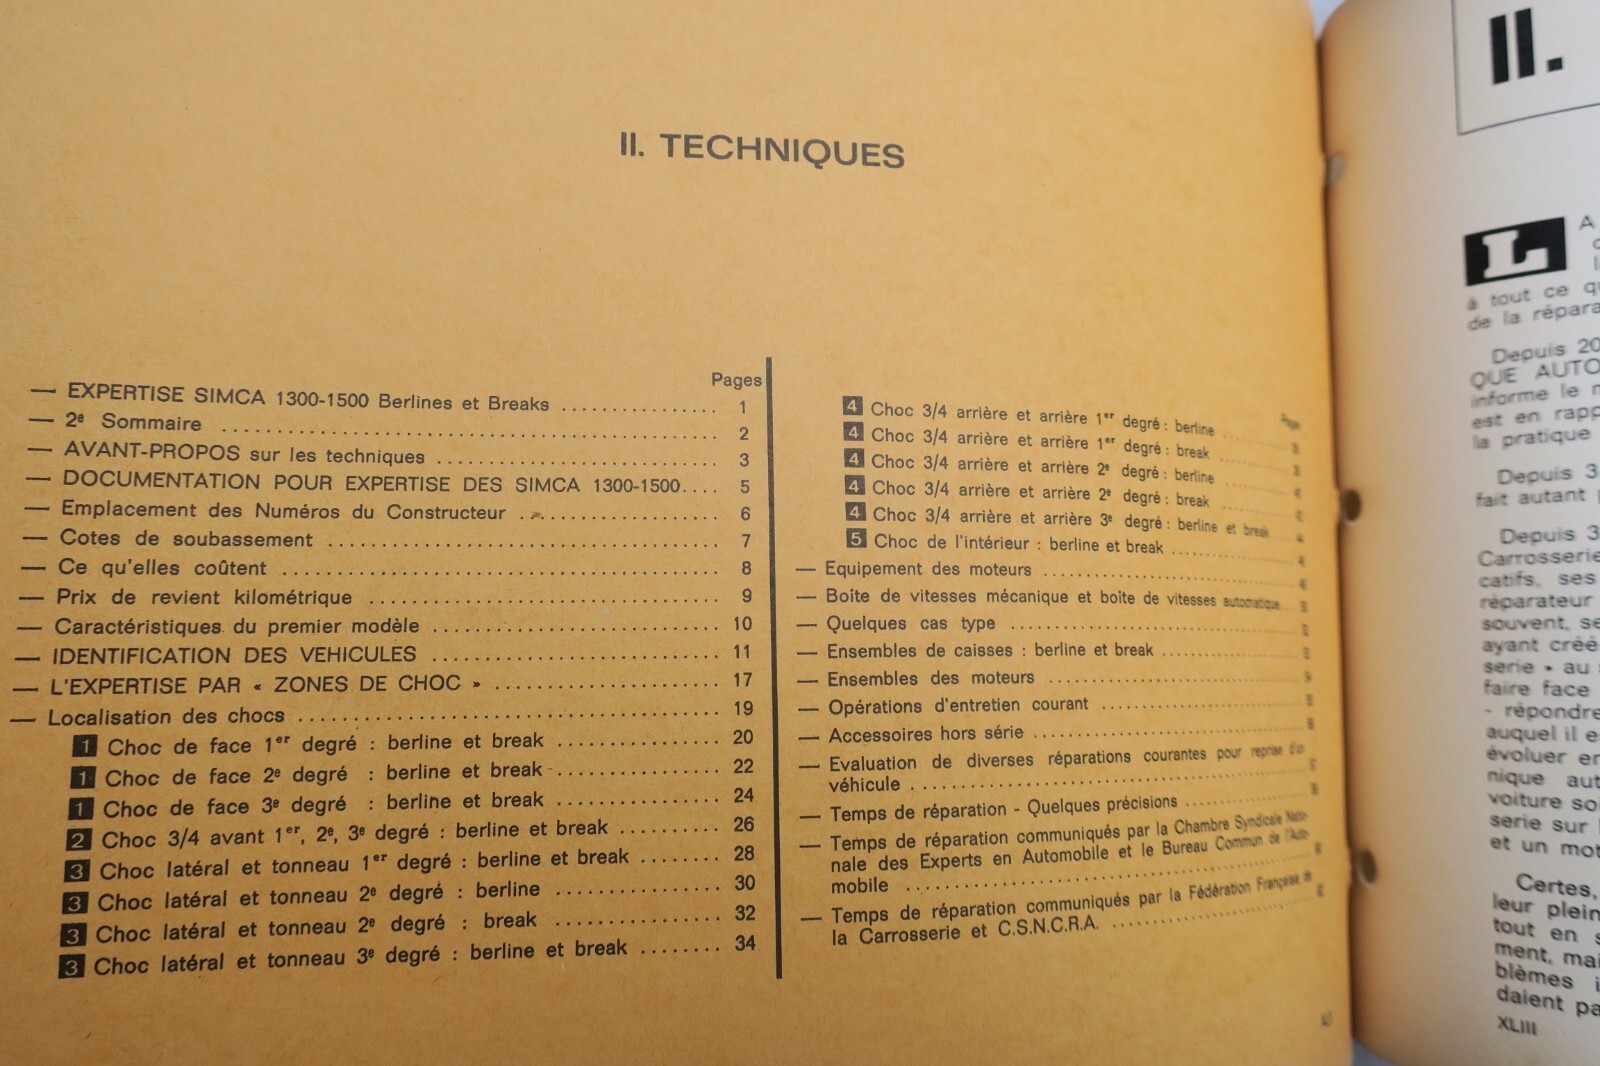 II. TECHNIQUES
Pages
— EXPERTISE SIMCA 1300-1500 Berlines et Breaks ................ 1
— 2e Sommaire ................ 2
— AVANT-PROPOS sur les techniques ................ 3
— DOCUMENTATION POUR EXPERTISE DES SIMCA 1300-1500.... 5
— Emplacement des Numéros du Constructeur ................ 6
— Cotes de soubassement ................ 7
— Ce qu'elles coûtent ................ 8
— Prix de revient kilométrique ................ 9
— Caractéristiques du premier modèle ................ 10
— IDENTIFICATION DES VEHICULES ................ 11
— L'EXPERTISE PAR « ZONES DE CHOC » ................ 17
— Localisation des chocs ................ 19
1 Choc de face 1er degré : berline et break ................ 20
1 Choc de face 2e degré : berline et break ................ 22
1 Choc de face 3e degré : berline et break ................ 24
2 Choc 3/4 avant 1er, 2e, 3e degré : berline et break .......... 26
3 Choc latéral et tonneau 1er degré : berline et break ........ 28
3 Choc latéral et tonneau 2e degré : berline ................ 30
3 Choc latéral et tonneau 2e degré : break ................ 32
3 Choc latéral et tonneau 3e degré : berline et break ........ 34
4 Choc 3/4 arrière et arrière 1er degré : berline
4 Choc 3/4 arrière et arrière 1er degré : break
4 Choc 3/4 arrière et arrière 2e degré : berline
4 Choc 3/4 arrière et arrière 2e degré : break
4 Choc 3/4 arrière et arrière 3e degré : berline et break
5 Choc de l'intérieur : berline et break
— Equipement des moteurs
— Boîte de vitesses mécanique et boîte de vitesses automatique
— Quelques cas type
— Ensembles de caisses : berline et break
— Ensembles des moteurs
— Opérations d'entretien courant
— Accessoires hors série
— Evaluation de diverses réparations courantes pour reprise d'un
véhicule
— Temps de réparation - Quelques précisions
— Temps de réparation communiqués par la Chambre Syndicale Natio-
nale des Experts en Automobile et le Bureau Commun de l'Auto-
mobile
— Temps de réparation communiqués par la Fédération Française de
la Carrosserie et C.S.N.C.R.A.
II.
L A
à tout ce
de la
Depuis 20
QUE
informe le
est en
la pratique
Depuis 3
fait autant
Depuis 3
Carrosserie
catifs, ses
réparateur
souvent,
ayant créé
serie » au
faire face
- répondre
auquel il
évoluer
nique
voiture
serie sur
et un
Certes,
leur
tout en
ment,
blèmes
daient
XLIII